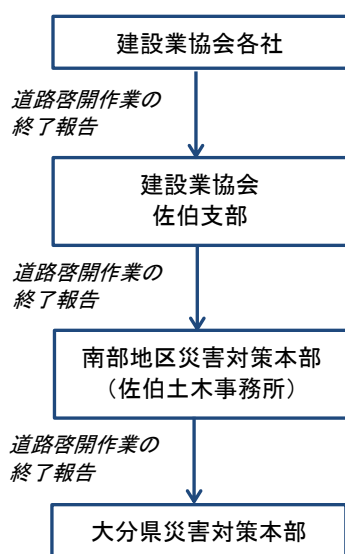 建設業協会各社
道路啓開作業の
終了報告
建設業協会
佐伯支部
道路啓開作業の
終了報告
南部地区災害対策本部
（佐伯土木事務所）
道路啓開作業の
終了報告
大分県災害対策本部